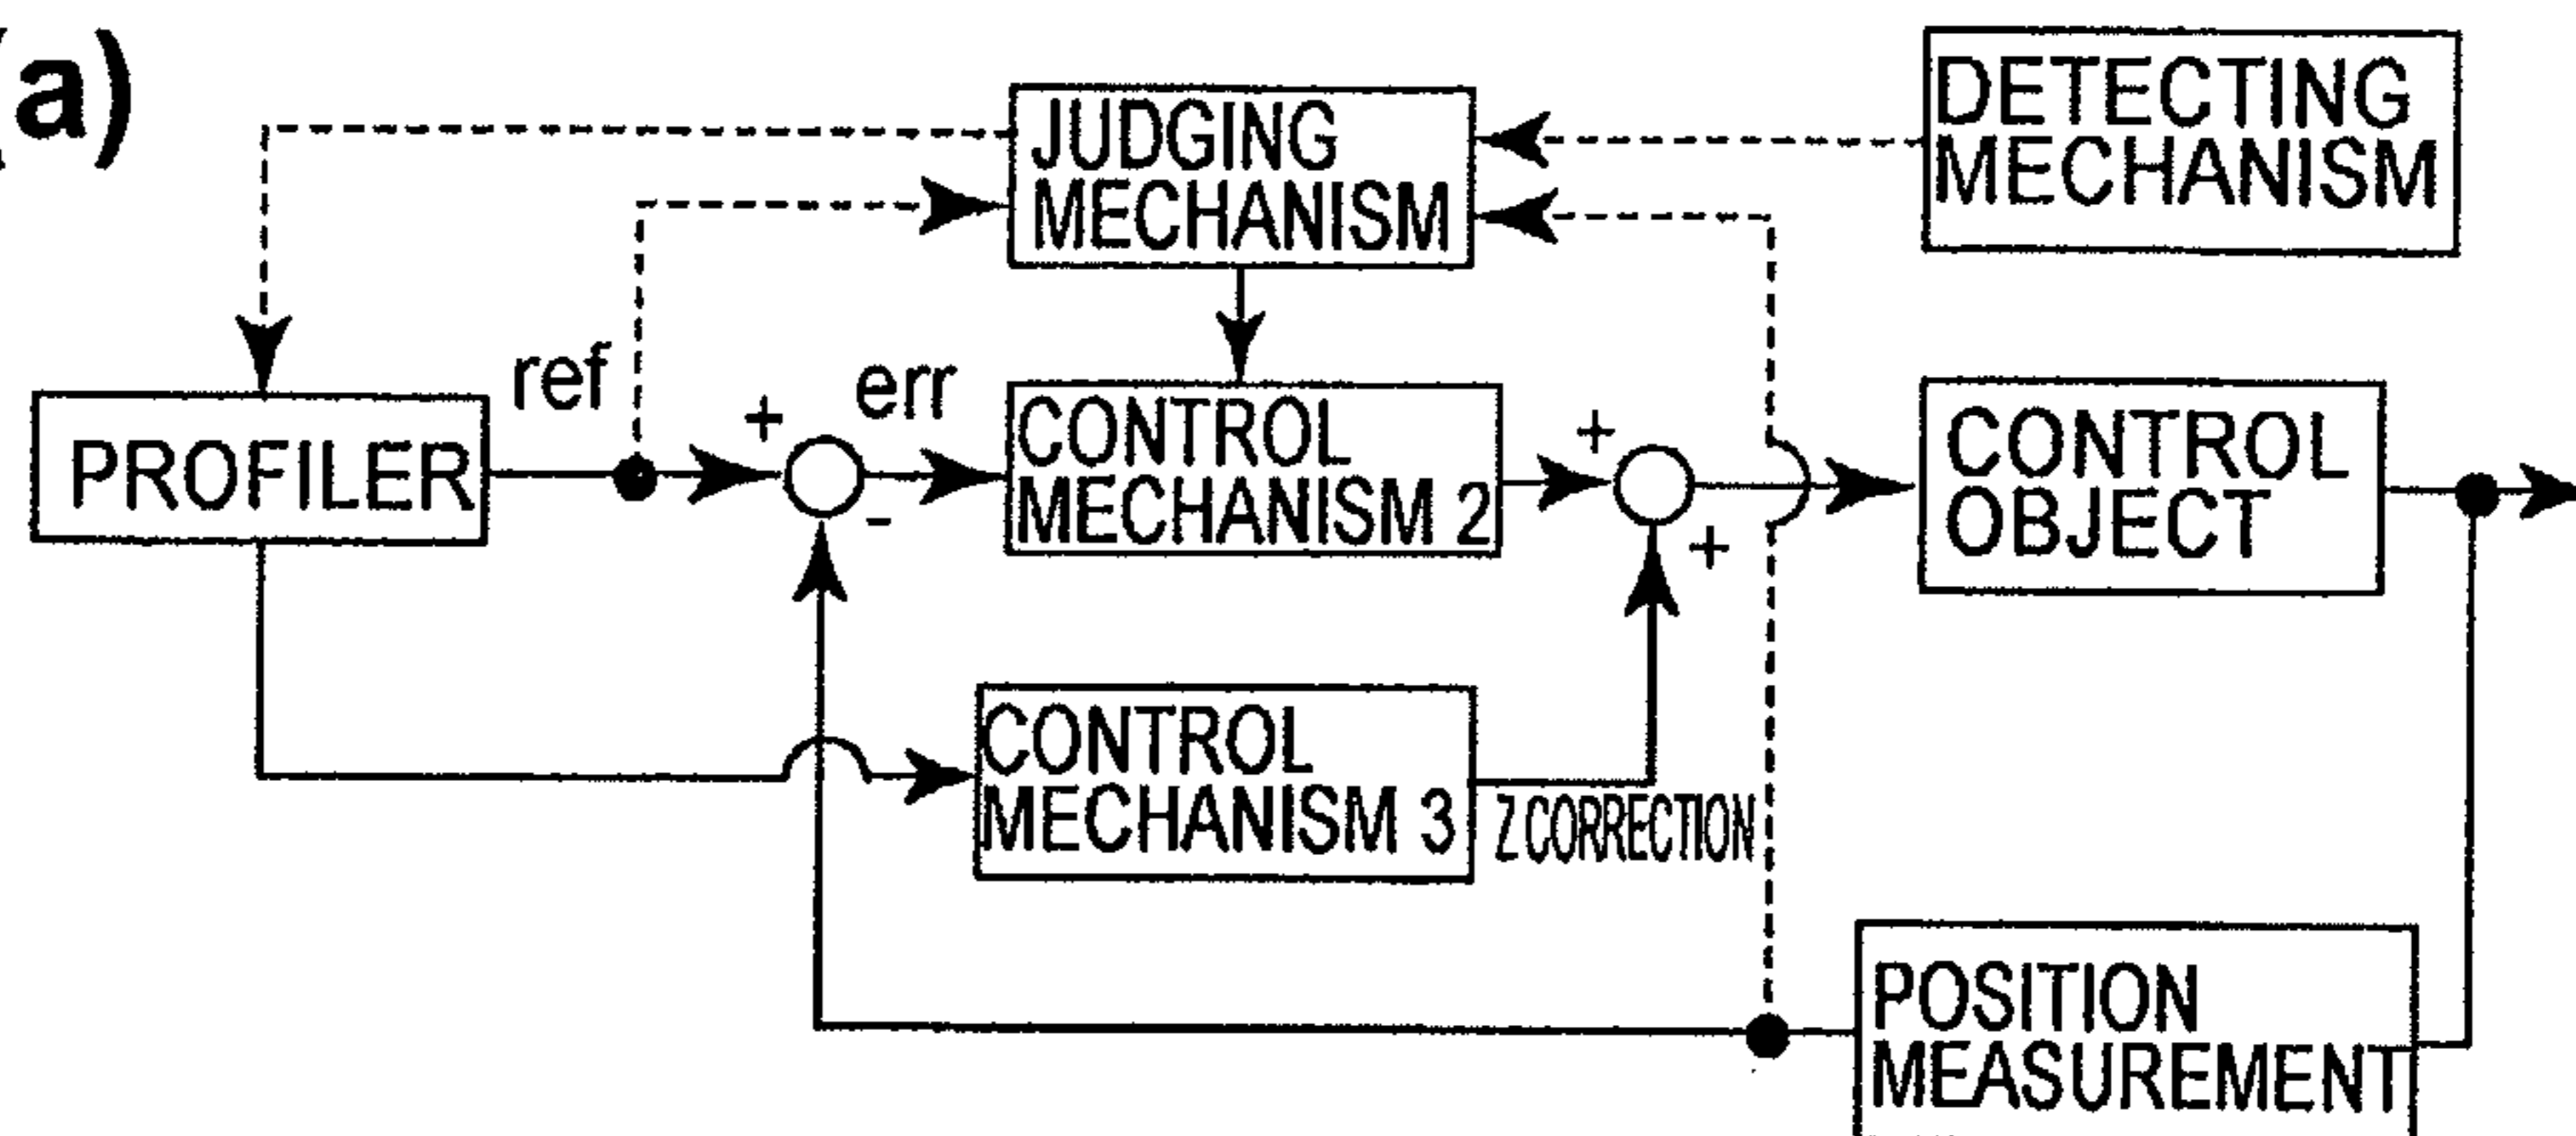 (a)
JUDGING
MECHANISM
DETECTING
MECHANISM
PROFILER
ref
+
err
-
CONTROL
MECHANISM 2
+
+
CONTROL
OBJECT
CONTROL
MECHANISM 3
Z CORRECTION
POSITION
MEASUREMENT